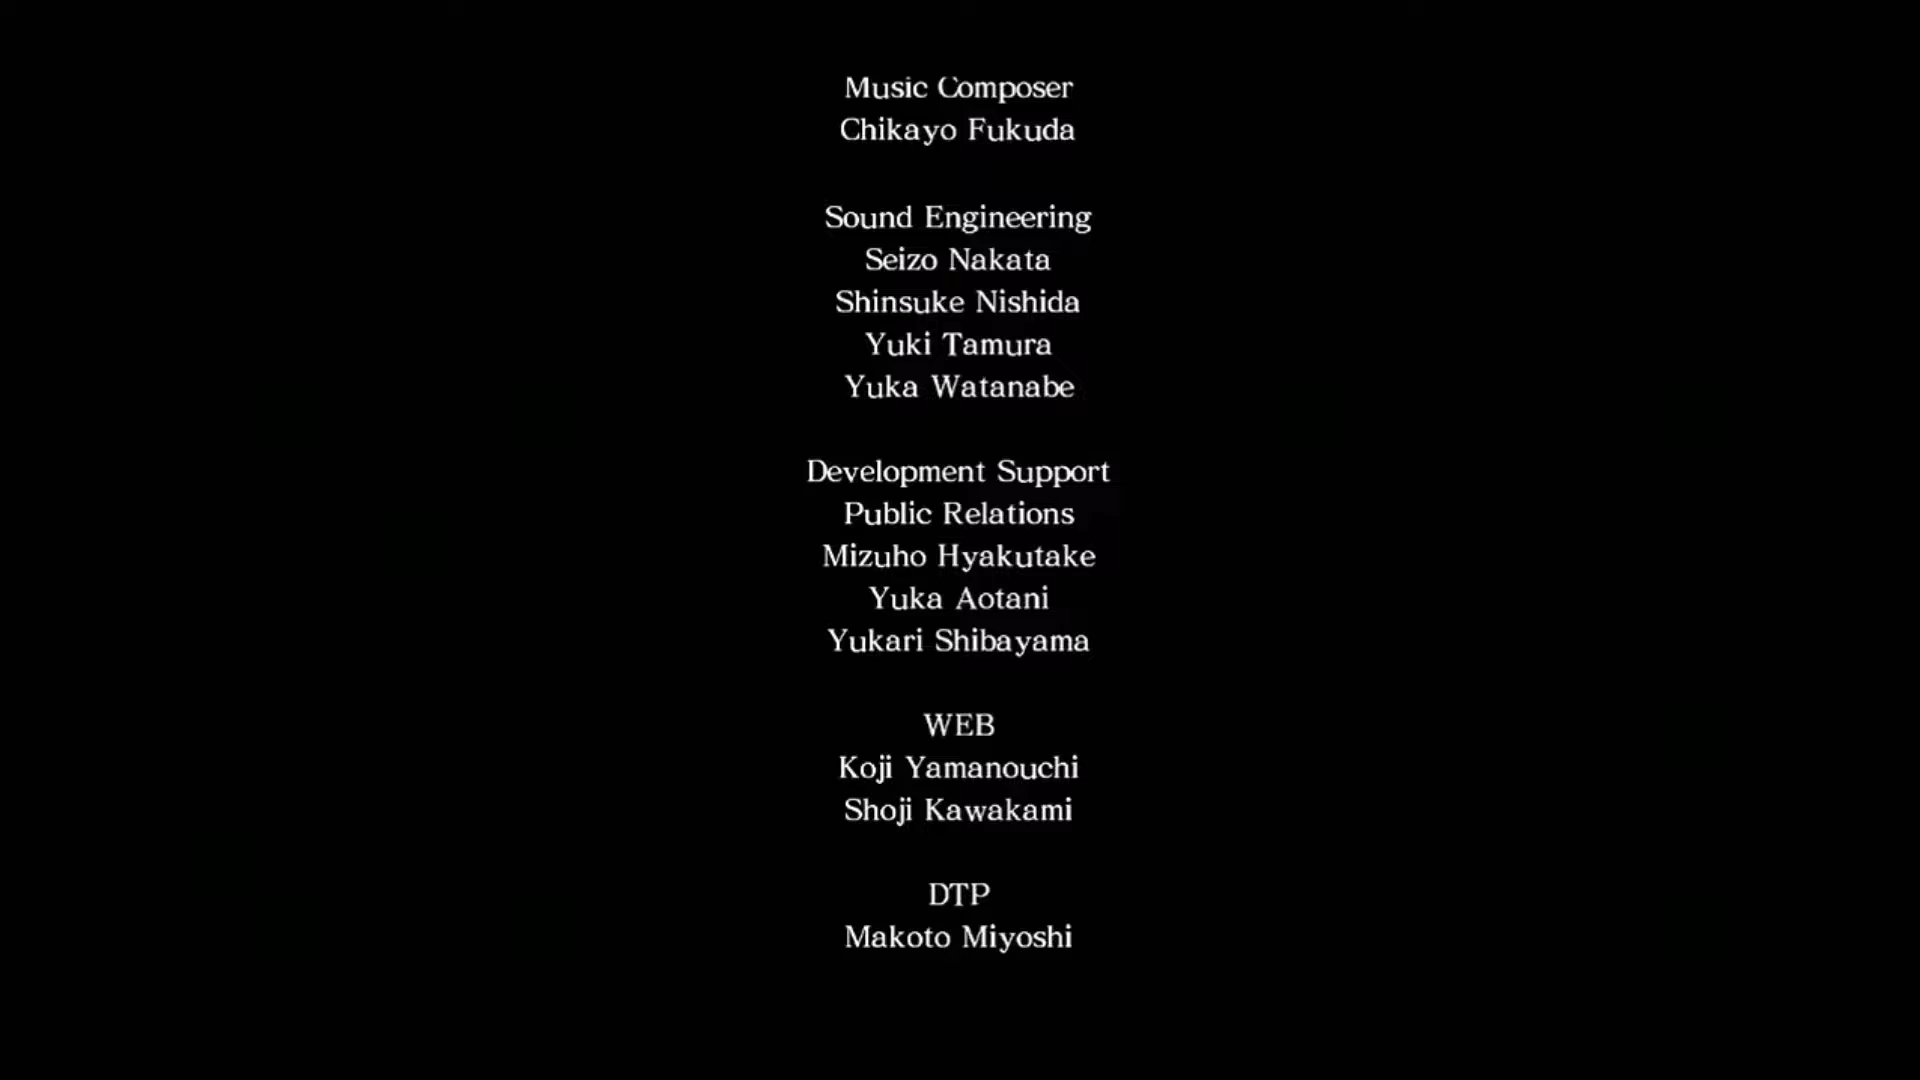 Music Composer
Chikayo Fukuda
Sound Engineering
Seizo Nakata
Shinsuke Nishida
Yuki Tamura
Yuka Watanabe
Development Support
Public Relations
Mizuho Hyakutake
Yuka Aotani
Yukari Shibayama
WEB
Koji Yamanouchi
Shoji Kawakami
DTP
Makoto Miyoshi